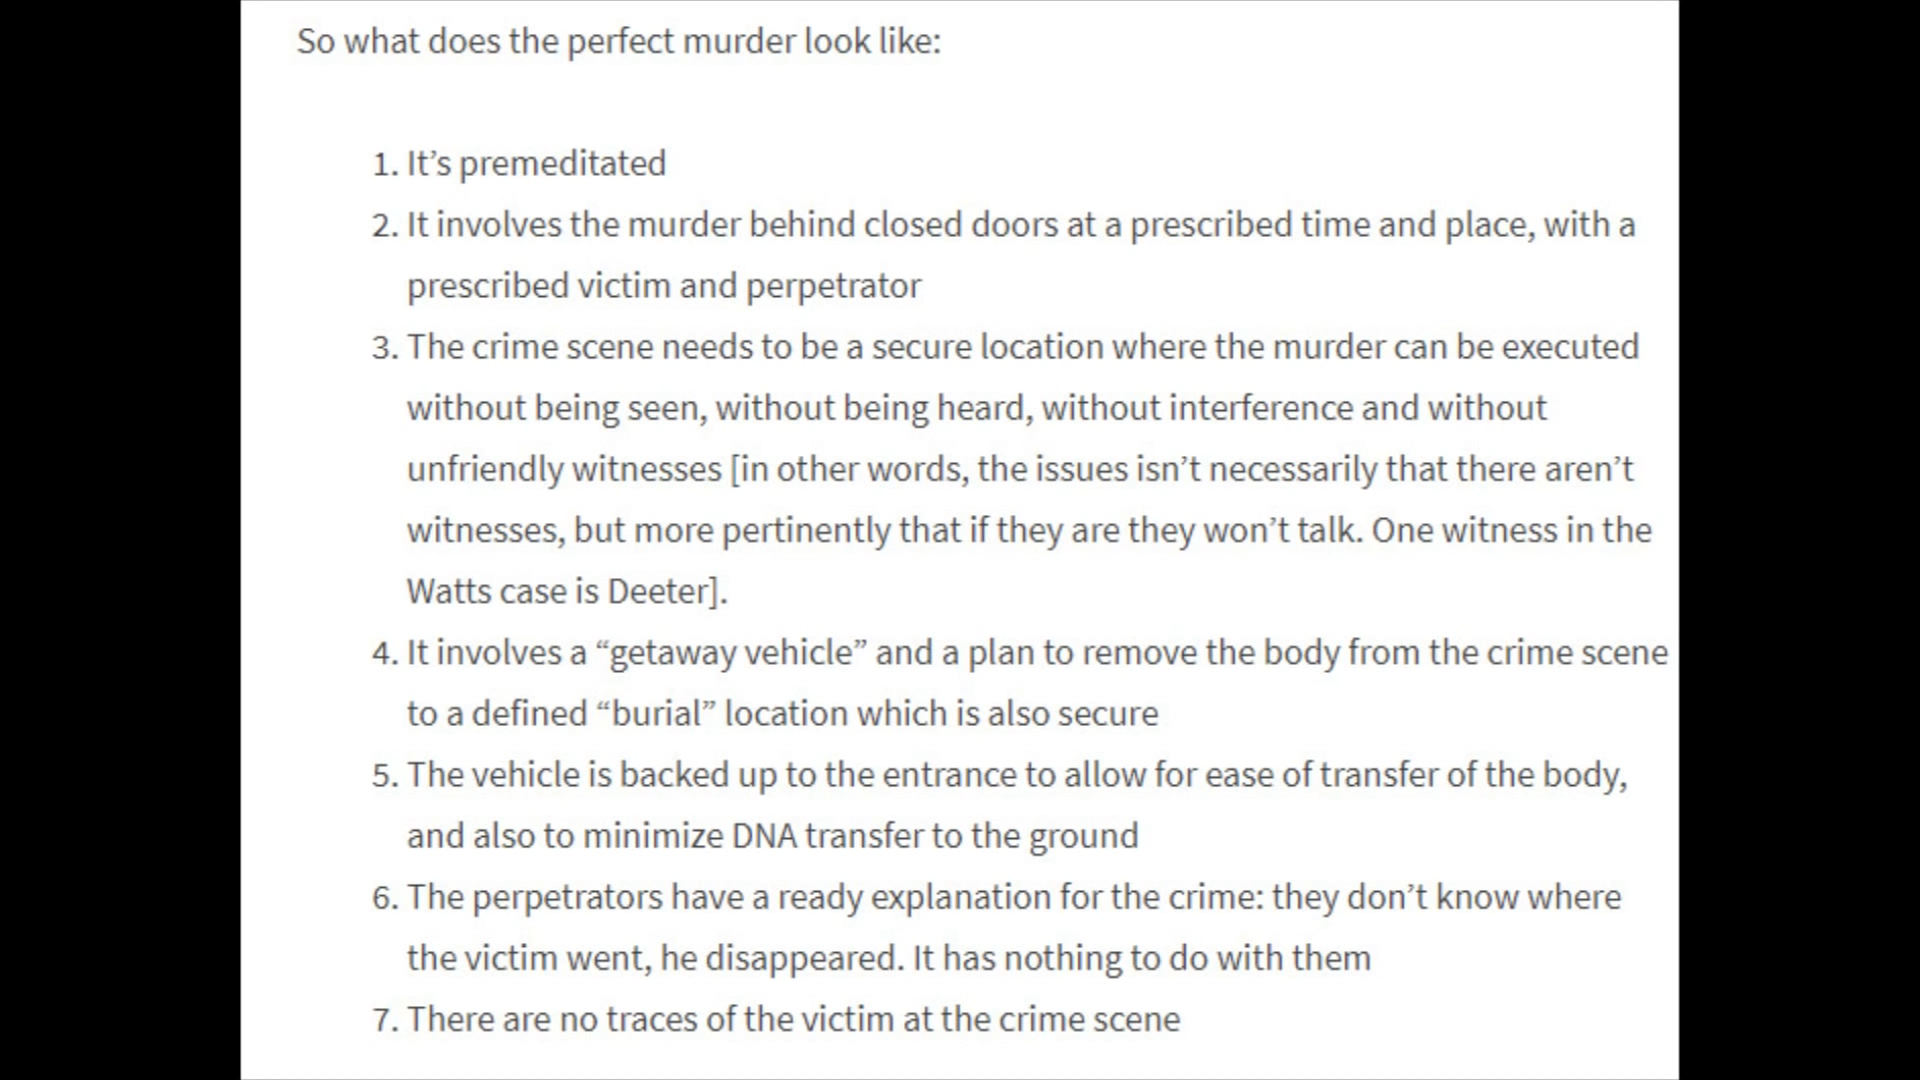 So what does the perfect murder look like:
1. It’s premeditated
2. It involves the murder behind closed doors at a prescribed time and place, with a
prescribed victim and perpetrator
3. The crime scene needs to be a secure location where the murder can be executed
without being seen, without being heard, without interference and without
unfriendly witnesses [in other words, the issues isn’t necessarily that there aren’t
witnesses, but more pertinently that if they are they won’t talk. One witness in the
Watts case is Deeter].
4. It involves a “getaway vehicle” and a plan to remove the body from the crime scene
to a defined “burial” location which is also secure
5. The vehicle is backed up to the entrance to allow for ease of transfer of the body,
and also to minimize DNA transfer to the ground
6. The perpetrators have a ready explanation for the crime: they don’t know where
the victim went, he disappeared. It has nothing to do with them
7. There are no traces of the victim at the crime scene